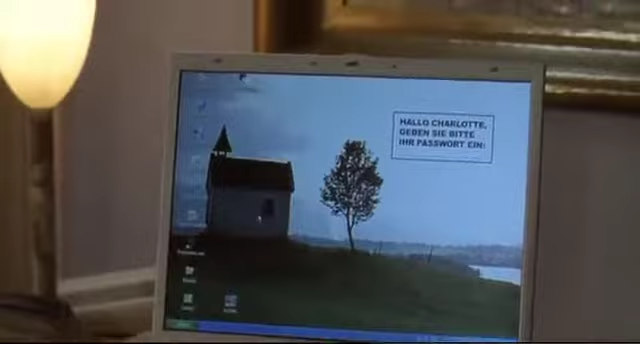 HALLO CHARLOTTE,
GEBEN SIE BITTE
IHR PASSWORT EIN: